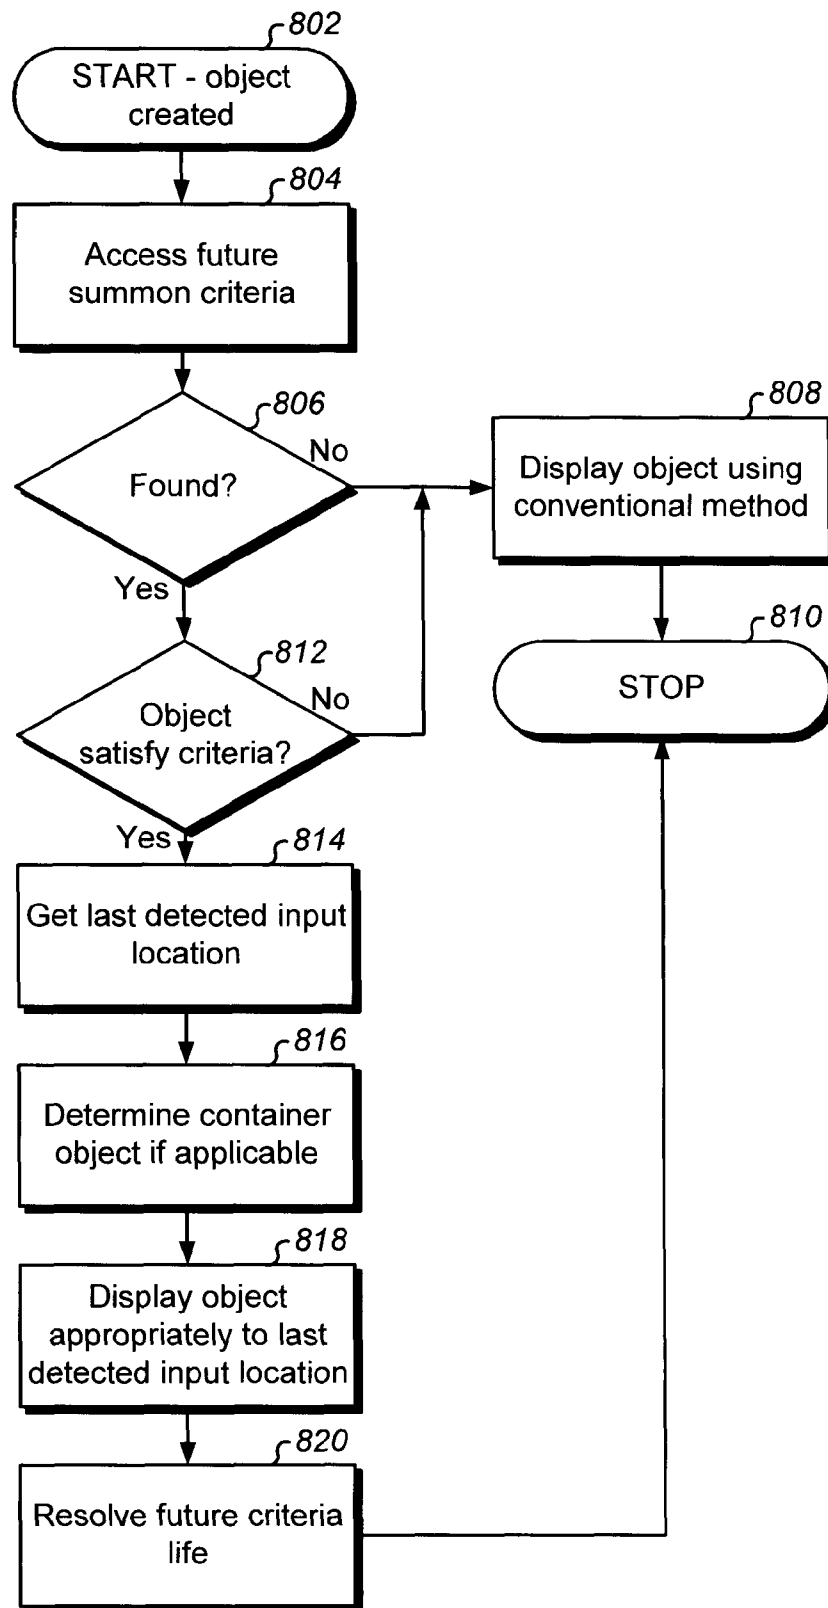 802
START - object
created
804
Access future
summon criteria
806
Found?
No
Yes
808
Display object using
conventional method
810
STOP
812
Object
satisfy criteria?
No
Yes
814
Get last detected input
location
816
Determine container
object if applicable
818
Display object
appropriately to last
detected input location
820
Resolve future criteria
life